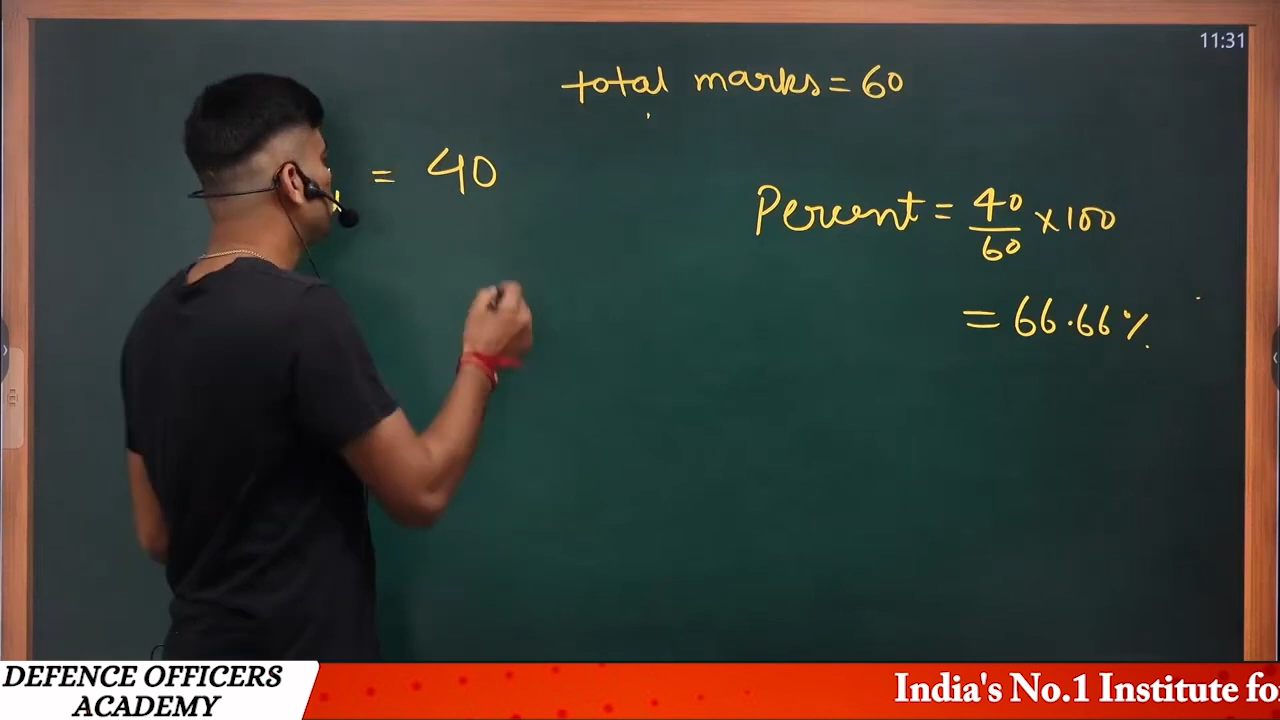 11:31
total marks = 60
= 40
Percent = 40/60 × 100
= 66.66%
DEFENCE OFFICERS
ACADEMY
India's No.1 Institute